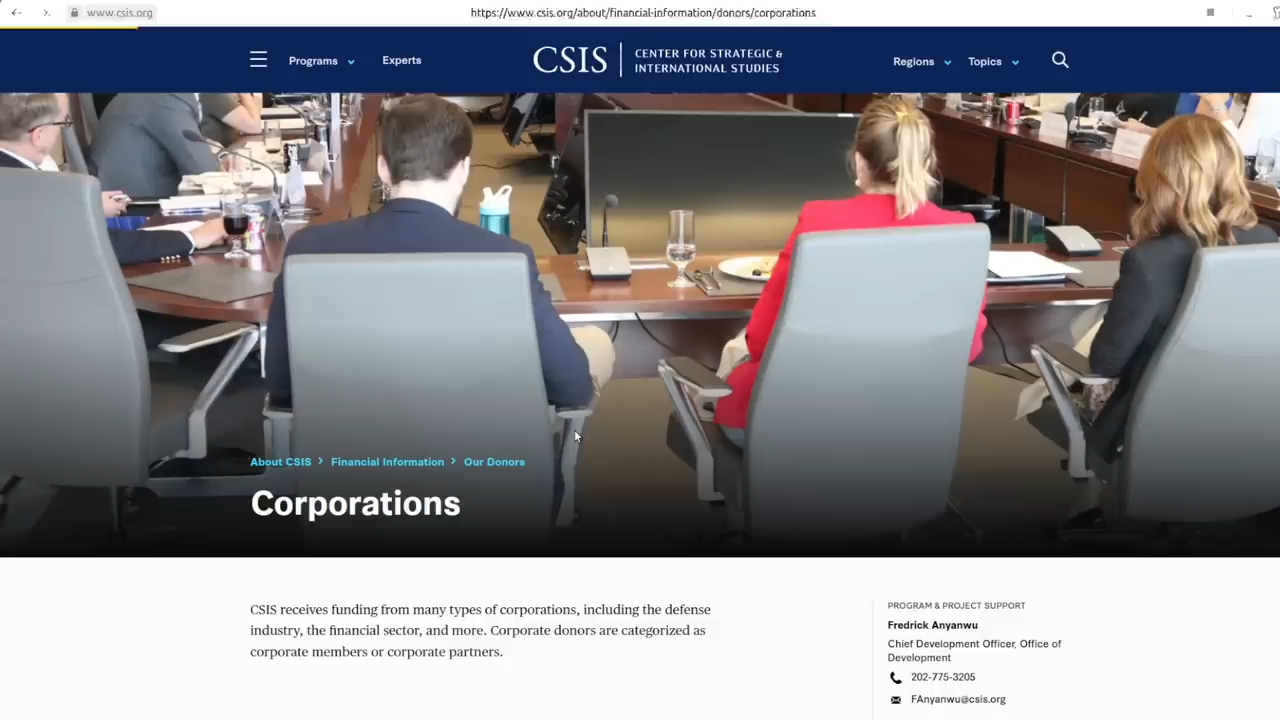 www.csis.org
https://www.csis.org/about/financial-information/donors/corporations
Programs
Experts
CSIS
CENTER FOR STRATEGIC &
INTERNATIONAL STUDIES
Regions
Topics
About CSIS > Financial Information > Our Donors
Corporations
CSIS receives funding from many types of corporations, including the defense
industry, the financial sector, and more. Corporate donors are categorized as
corporate members or corporate partners.
PROGRAM & PROJECT SUPPORT
Fredrick Anyanwu
Chief Development Officer, Office of
Development
202-775-3205
FAnyanwu@csis.org